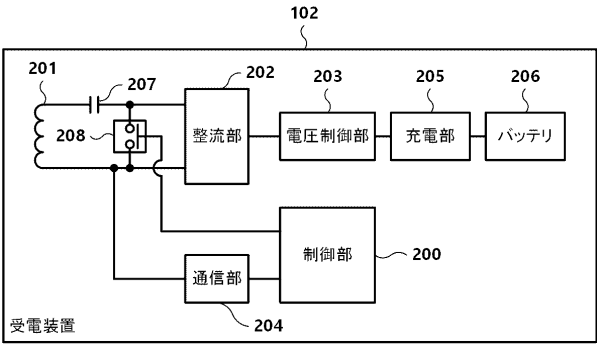 102
201
207
202
203
205
206
208
整流部
電圧制御部
充電部
バッテリ
制御部
200
通信部
204
受電装置